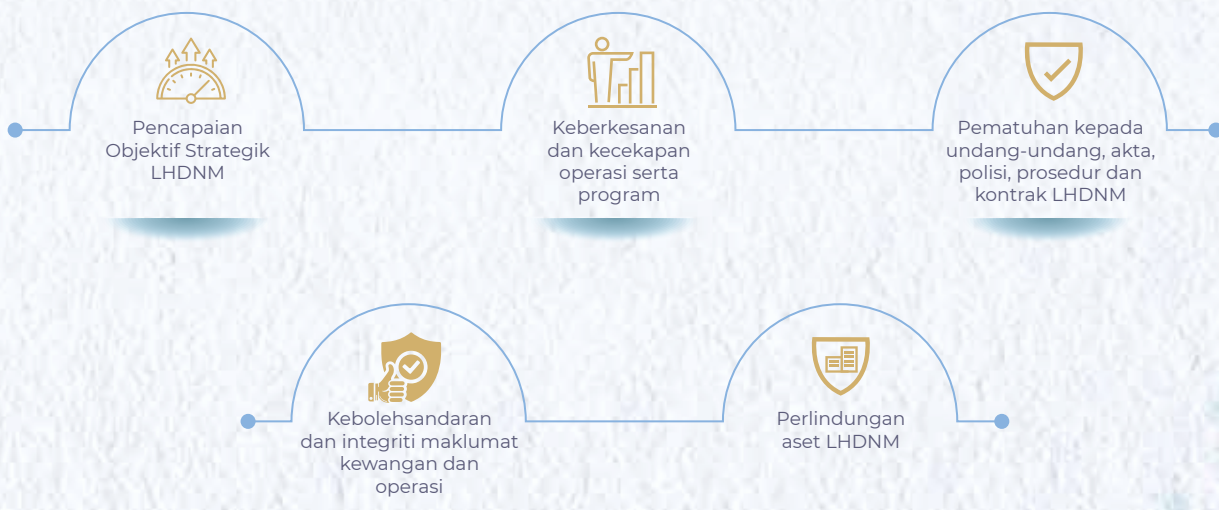 Pencapaian
Objektif Strategik
LHDNM
Keberkesanan
dan kecekapan
operasi serta
program
Pematuhan kepada
undang-undang, akta,
polisi, prosedur dan
kontrak LHDNM
Kebolehsandaran
dan integriti maklumat
kewangan dan
operasi
Perlindungan
aset LHDNM